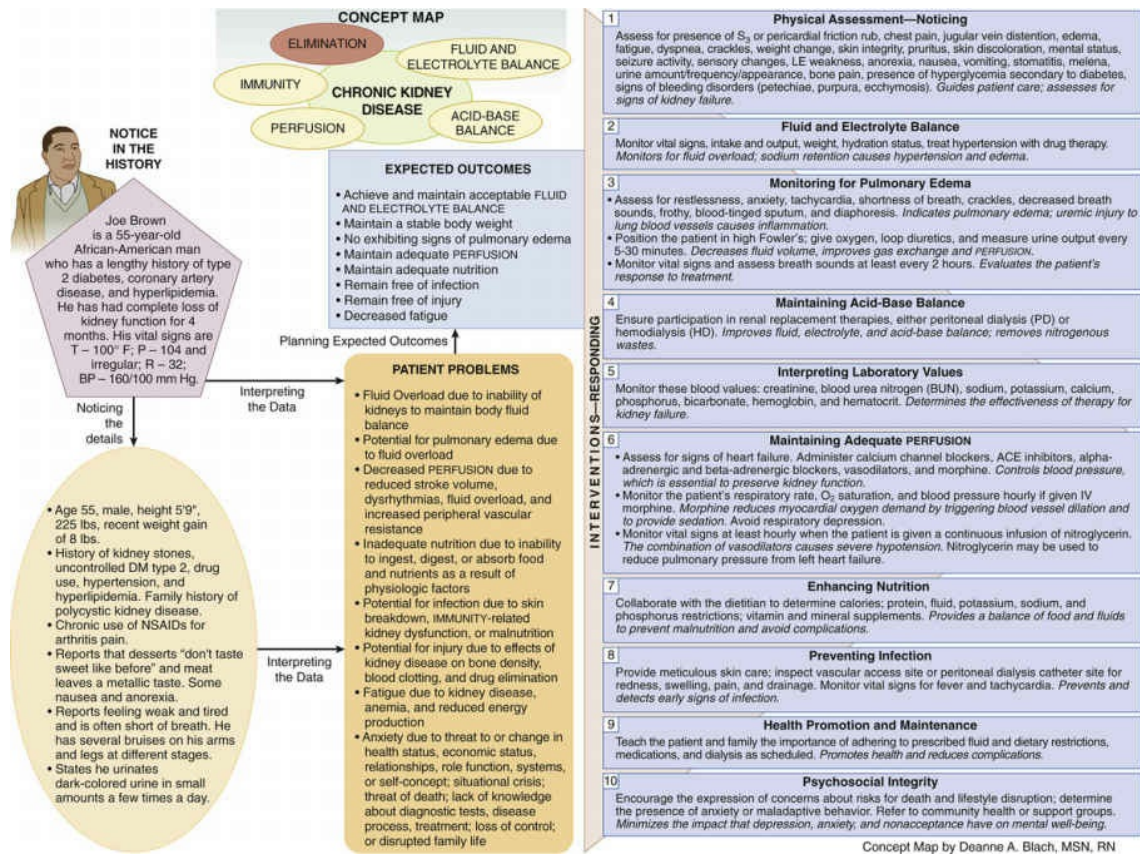 CONCEPT MAP
ELIMINATION
FLUID AND
ELECTROLYTE BALANCE
IMMUNITY
CHRONIC KIDNEY
DISEASE
PERFUSION
ACID-BASE
BALANCE
NOTICE
IN THE
HISTORY
Joe Brown
is a 55-year-old
African-American man
who has a lengthy history of type
2 diabetes, coronary artery
disease, and hyperlipidemia.
He has had complete loss of
kidney function for 4
months. His vital signs are
T – 100° F; P – 104 and
irregular; R – 32;
BP – 160/100 mm Hg.
Noticing
the
details
Interpreting
the Data
• Age 55, male, height 5'9",
225 lbs, recent weight gain
of 8 lbs.
• History of kidney stones,
uncontrolled DM type 2, drug
use, hypertension, and
hyperlipidemia. Family history of
polycystic kidney disease.
• Chronic use of NSAIDs for
arthritis pain.
• Reports that desserts “don't taste
sweet like before” and meat
leaves a metallic taste. Some
nausea and anorexia.
• Reports feeling weak and tired
and is often short of breath. He
has several bruises on his arms
and legs at different stages.
• States he urinates
dark-colored urine in small
amounts a few times a day.
Interpreting
the Data
EXPECTED OUTCOMES
• Achieve and maintain acceptable FLUID
AND ELECTROLYTE BALANCE
• Maintain a stable body weight
• No exhibiting signs of pulmonary edema
• Maintain adequate PERFUSION
• Maintain adequate nutrition
• Remain free of infection
• Remain free of injury
• Decreased fatigue
Planning Expected Outcomes
PATIENT PROBLEMS
• Fluid Overload due to inability of
kidneys to maintain body fluid
balance
• Potential for pulmonary edema due
to fluid overload
• Decreased PERFUSION due to
reduced stroke volume,
dysrhythmias, fluid overload, and
increased peripheral vascular
resistance
• Inadequate nutrition due to inability
to ingest, digest, or absorb food
and nutrients as a result of
physiologic factors
• Potential for infection due to skin
breakdown, IMMUNITY-related
kidney dysfunction, or malnutrition
• Potential for injury due to effects of
kidney disease on bone density,
blood clotting, and drug elimination
• Fatigue due to kidney disease,
anemia, and reduced energy
production
• Anxiety due to threat to or change in
health status, economic status,
relationships, role function, systems,
or self-concept; situational crisis;
threat of death; lack of knowledge
about diagnostic tests, disease
process, treatment; loss of control;
or disrupted family life
INTERVENTIONS—RESPONDING
1
Physical Assessment—Noticing
Assess for presence of S3 or pericardial friction rub, chest pain, jugular vein distention, edema,
fatigue, dyspnea, crackles, weight change, skin integrity, pruritus, skin discoloration, mental status,
seizure activity, sensory changes, LE weakness, anorexia, nausea, vomiting, stomatitis, melena,
urine amount/frequency/appearance, bone pain, presence of hyperglycemia secondary to diabetes,
signs of bleeding disorders (petechiae, purpura, ecchymosis). Guides patient care; assesses for
signs of kidney failure.
2
Fluid and Electrolyte Balance
Monitor vital signs, intake and output, weight, hydration status, treat hypertension with drug therapy.
Monitors for fluid overload; sodium retention causes hypertension and edema.
3
Monitoring for Pulmonary Edema
• Assess for restlessness, anxiety, tachycardia, shortness of breath, crackles, decreased breath
sounds, frothy, blood-tinged sputum, and diaphoresis. Indicates pulmonary edema; uremic injury to
lung blood vessels causes inflammation.
• Position the patient in high Fowler's; give oxygen, loop diuretics, and measure urine output every
5-30 minutes. Decreases fluid volume, improves gas exchange and PERFUSION.
• Monitor vital signs and assess breath sounds at least every 2 hours. Evaluates the patient's
response to treatment.
4
Maintaining Acid-Base Balance
Ensure participation in renal replacement therapies, either peritoneal dialysis (PD) or
hemodialysis (HD). Improves fluid, electrolyte, and acid-base balance; removes nitrogenous
wastes.
5
Interpreting Laboratory Values
Monitor these blood values: creatinine, blood urea nitrogen (BUN), sodium, potassium, calcium,
phosphorus, bicarbonate, hemoglobin, and hematocrit. Determines the effectiveness of therapy for
kidney failure.
6
Maintaining Adequate PERFUSION
• Assess for signs of heart failure. Administer calcium channel blockers, ACE inhibitors, alpha-
adrenergic and beta-adrenergic blockers, vasodilators, and morphine. Controls blood pressure,
which is essential to preserve kidney function.
• Monitor the patient's respiratory rate, O2 saturation, and blood pressure hourly if given IV
morphine. Morphine reduces myocardial oxygen demand by triggering blood vessel dilation and
to provide sedation. Avoid respiratory depression.
• Monitor vital signs at least hourly when the patient is given a continuous infusion of nitroglycerin.
The combination of vasodilators causes severe hypotension. Nitroglycerin may be used to
reduce pulmonary pressure from left heart failure.
7
Enhancing Nutrition
Collaborate with the dietitian to determine calories; protein, fluid, potassium, sodium, and
phosphorus restrictions; vitamin and mineral supplements. Provides a balance of food and fluids
to prevent malnutrition and avoid complications.
8
Preventing Infection
Provide meticulous skin care; inspect vascular access site or peritoneal dialysis catheter site for
redness, swelling, pain, and drainage. Monitor vital signs for fever and tachycardia. Prevents and
detects early signs of infection.
9
Health Promotion and Maintenance
Teach the patient and family the importance of adhering to prescribed fluid and dietary restrictions,
medications, and dialysis as scheduled. Promotes health and reduces complications.
10
Psychosocial Integrity
Encourage the expression of concerns about risks for death and lifestyle disruption; determine
the presence of anxiety or maladaptive behavior. Refer to community health or support groups.
Minimizes the impact that depression, anxiety, and nonacceptance have on mental well-being.
Concept Map by Deanne A. Blach, MSN, RN